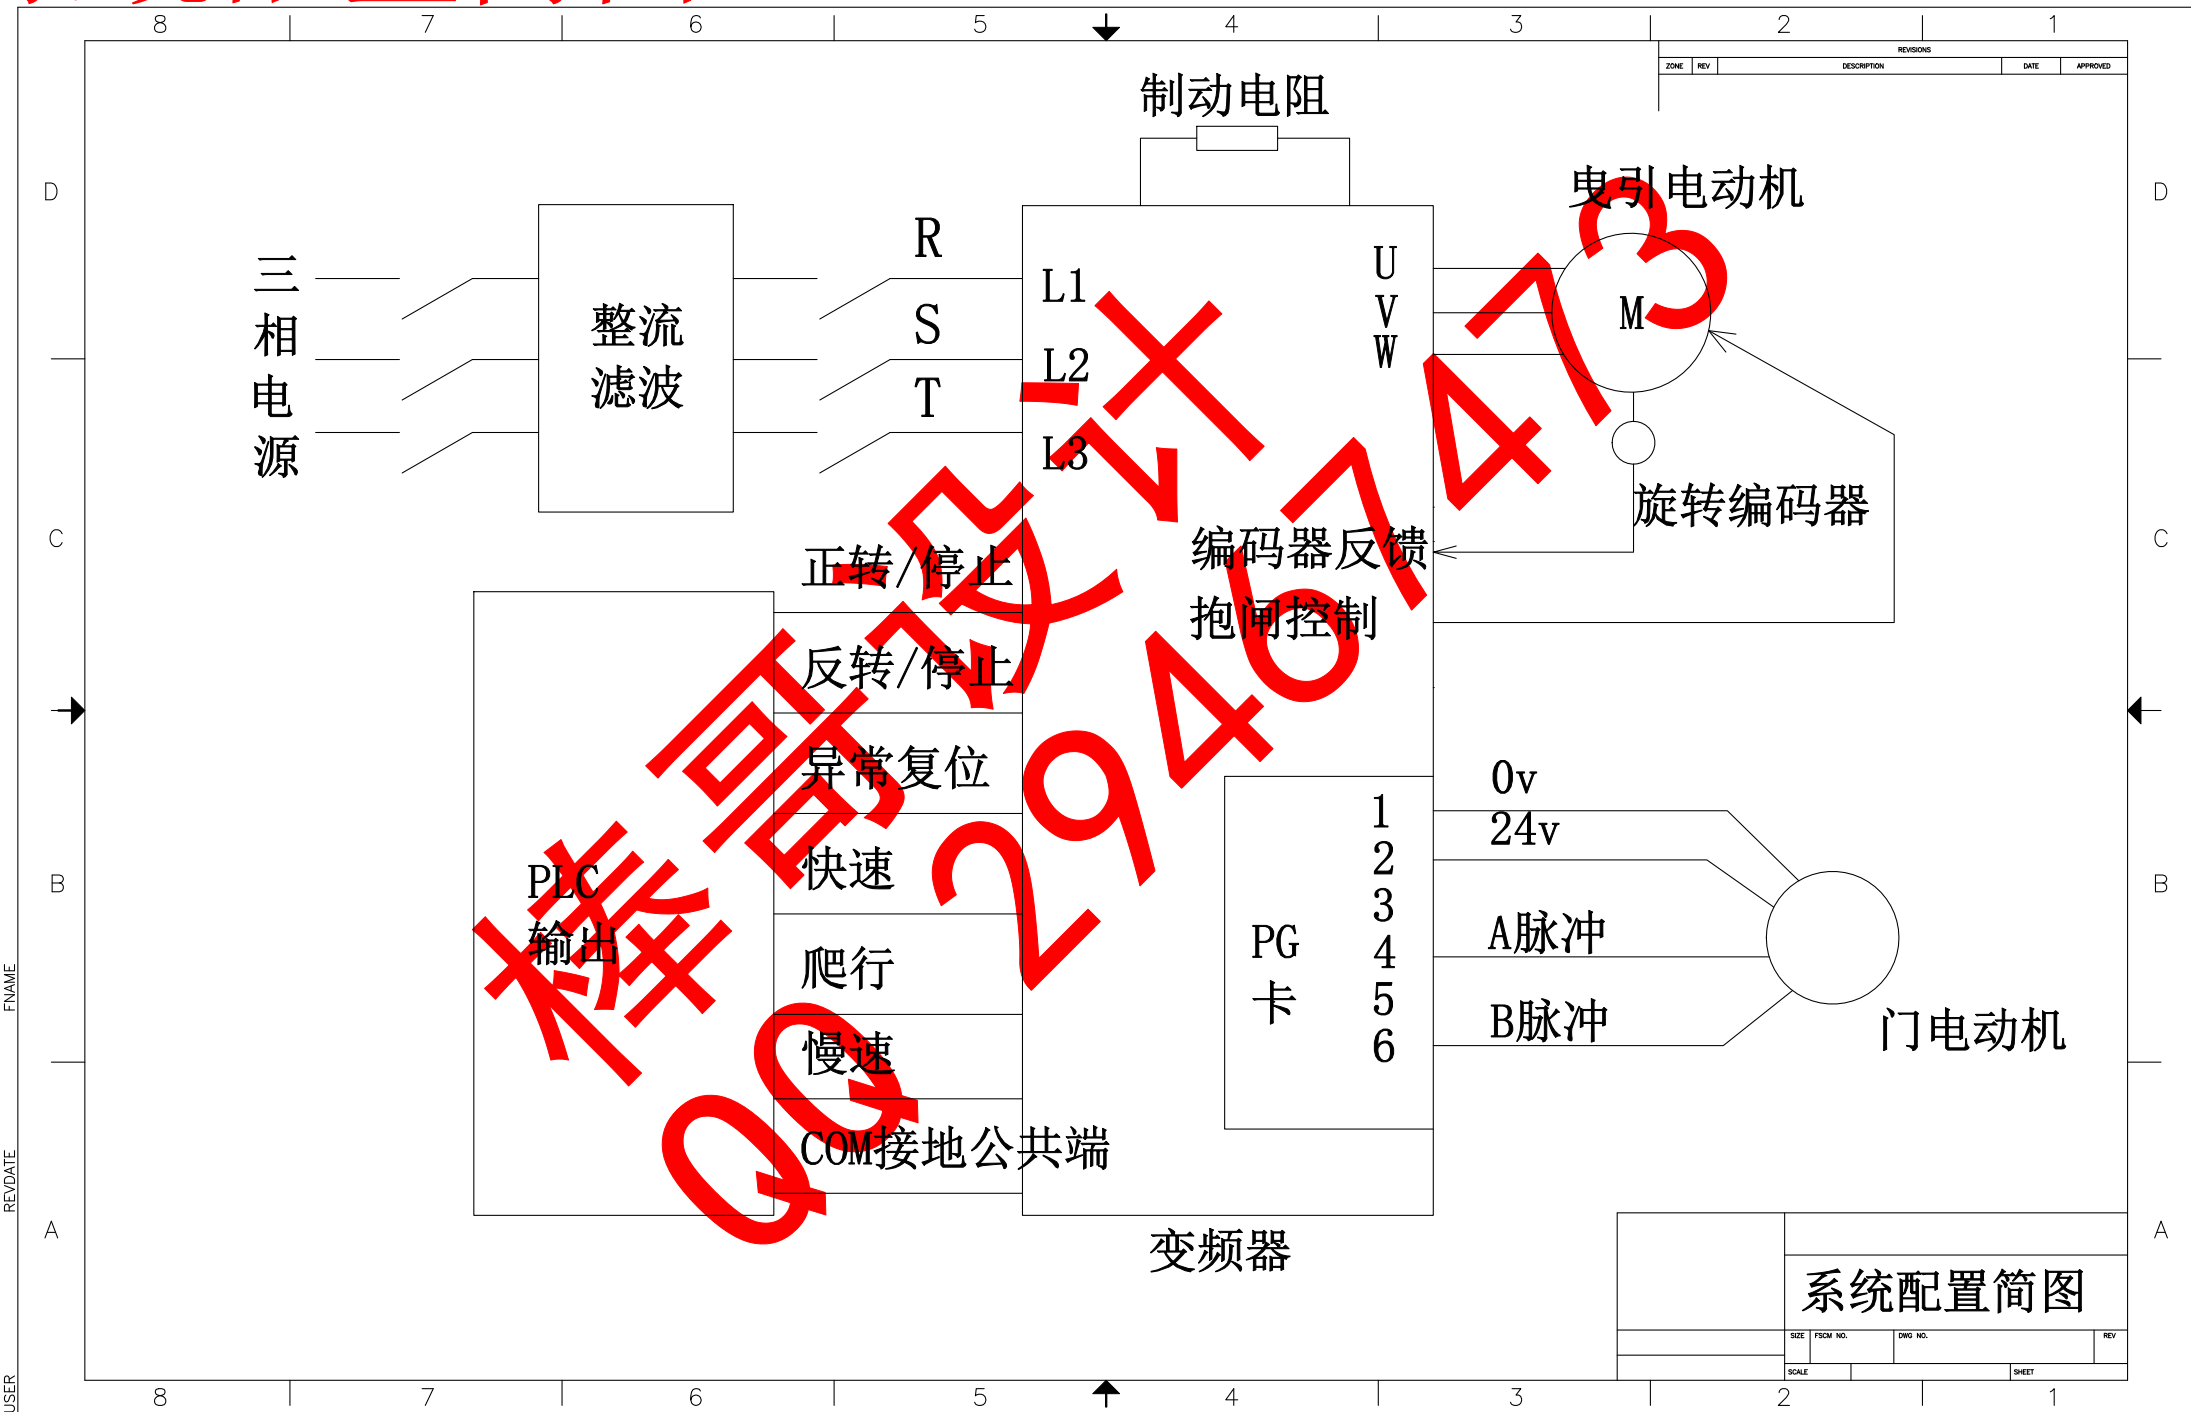 8 7 6 5 4 3 2 1
REVISIONS
ZONE REV DESCRIPTION DATE APPROVED
制动电阻
曳引电动机
D D
三相电源
整流
滤波
R
S
T
L1
L2
L3
U
V
W
M
旋转编码器
C C
编码器反馈
抱闸控制
正转/停止
反转/停止
异常复位
快速
爬行
慢速
COM接地公共端
PLC
输出
B B
PG
卡
1
2
3
4
5
6
0v
24v
A脉冲
B脉冲
门电动机
变频器
A A
棒哥设计
QQ 29467473
系统配置简图
SIZE FSCM NO. DWG NO. REV
SCALE SHEET
FNAME
REVDATE
USER
8 7 6 5 4 3 2 1